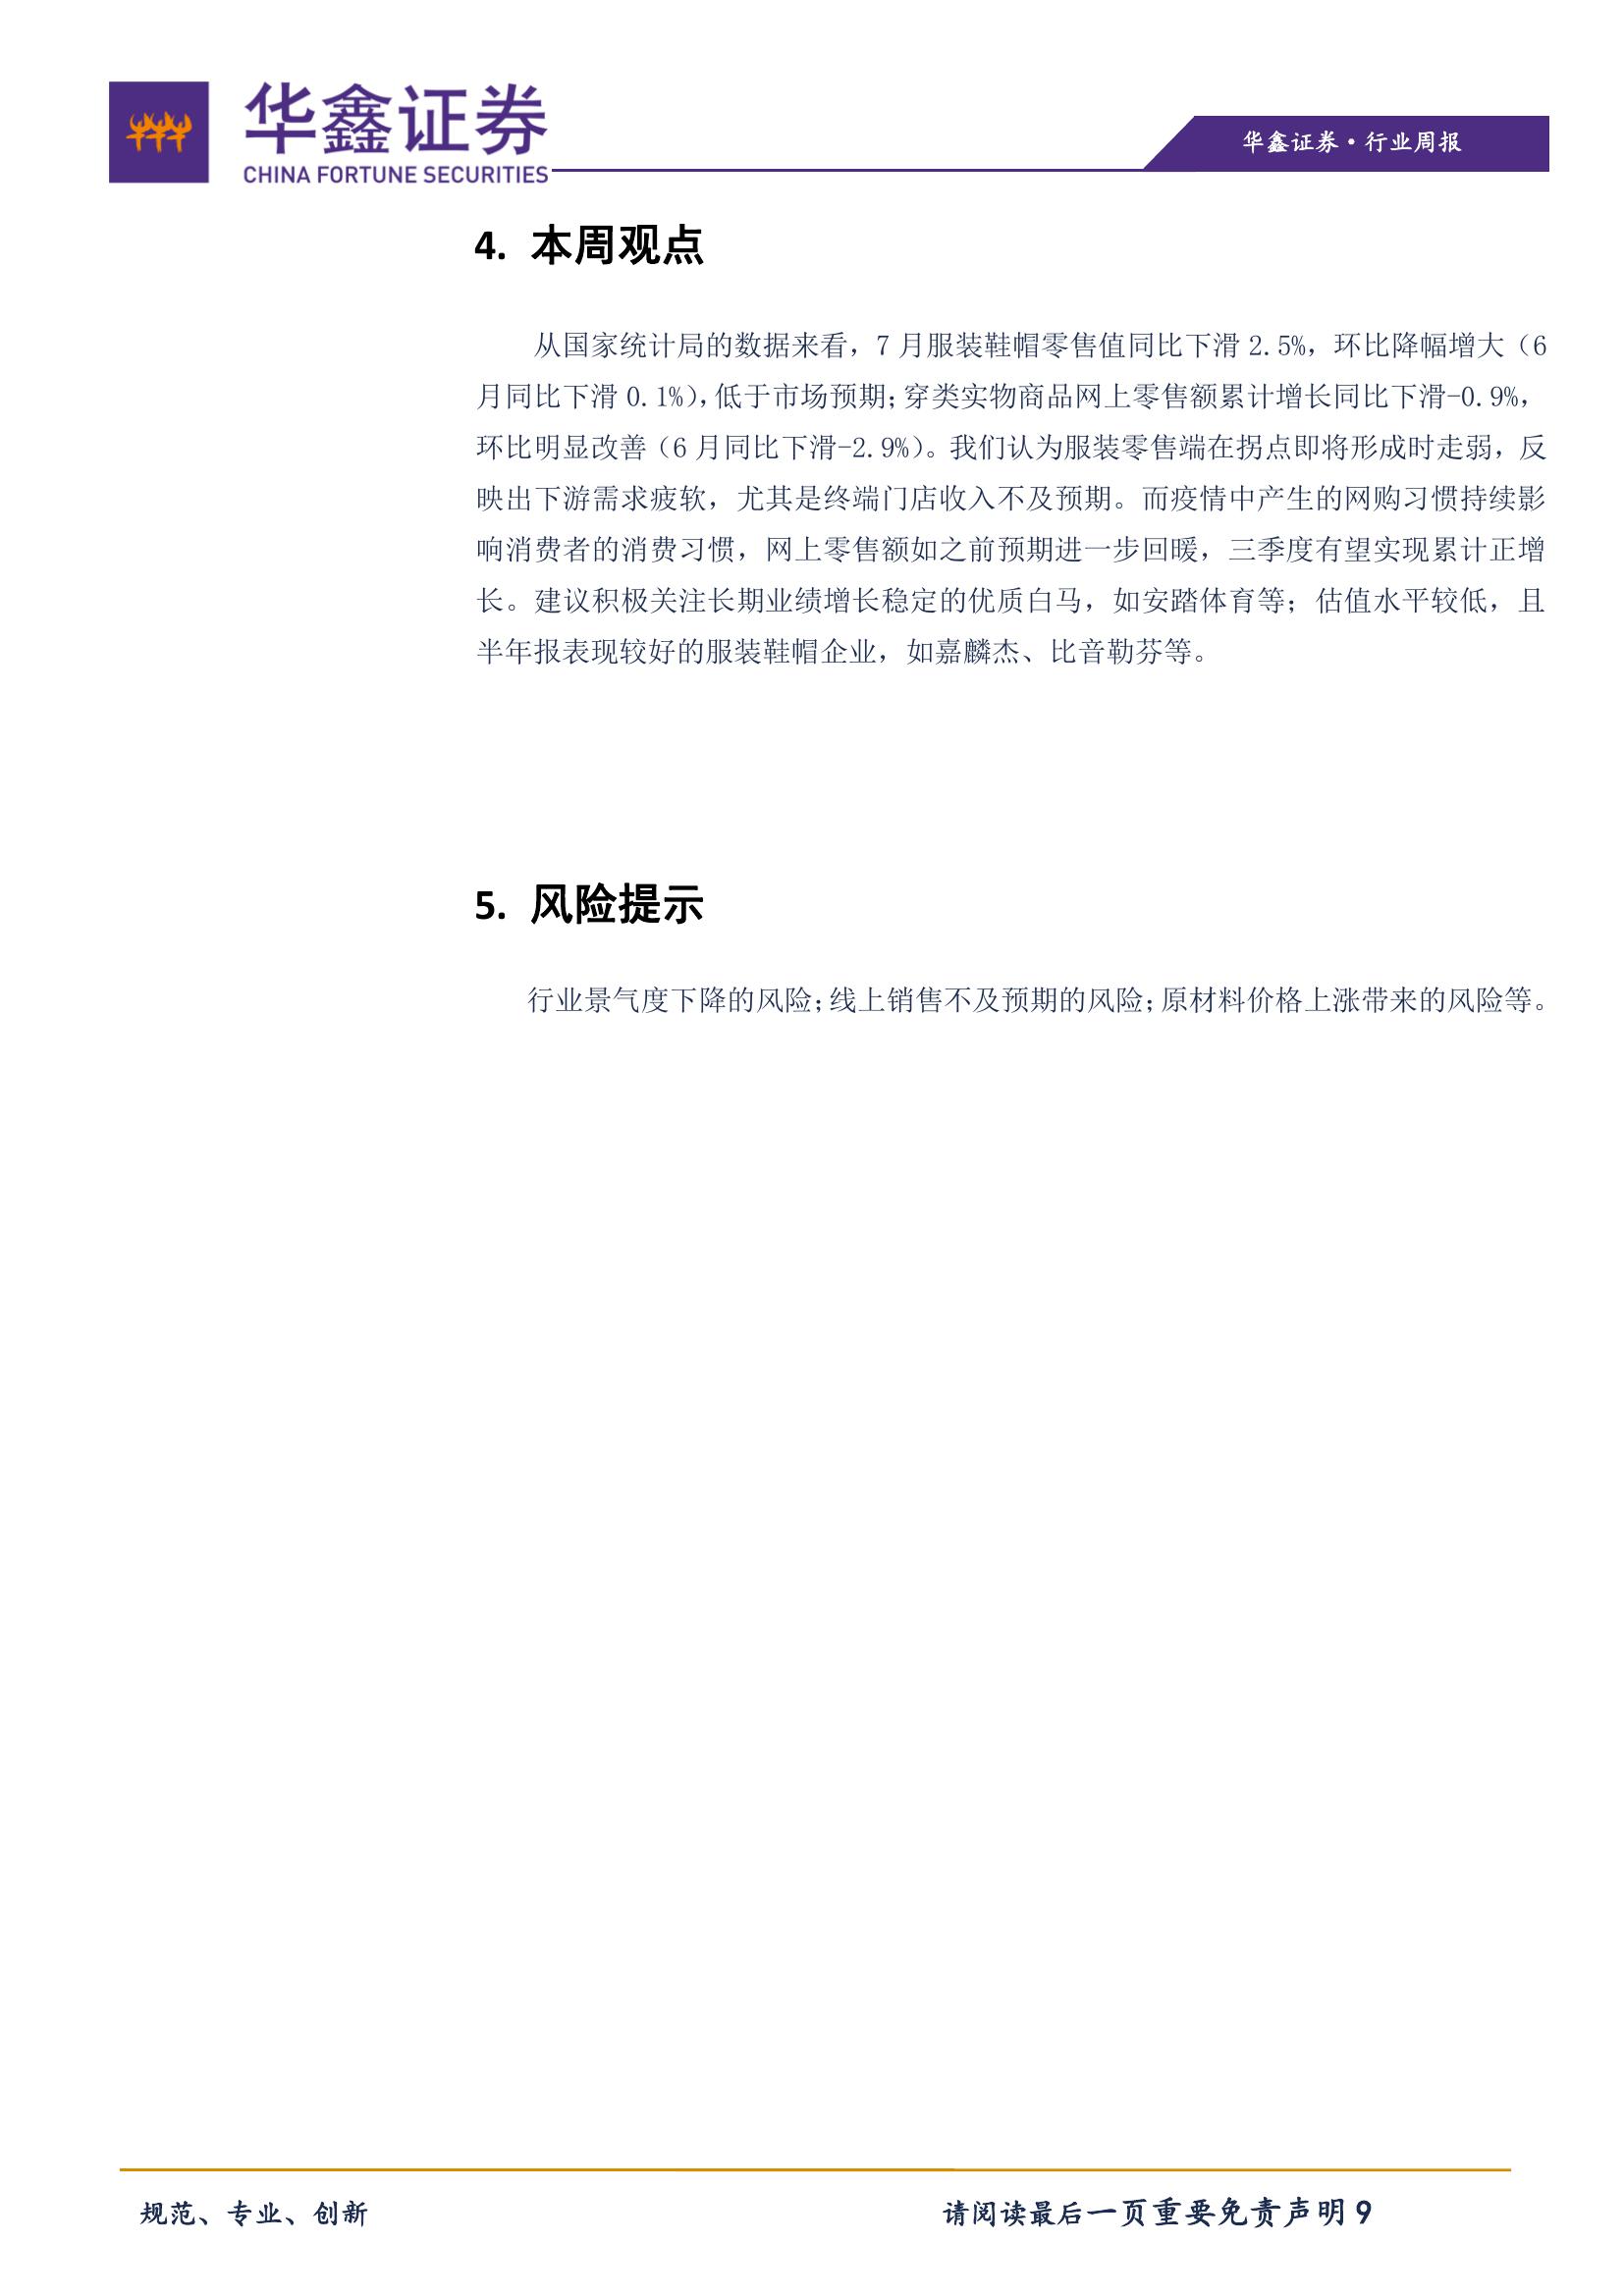 华鑫证券
CHINA FORTUNE SECURITIES
华鑫证券·行业周报
4. 本周观点
从国家统计局的数据来看，7 月服装鞋帽零售值同比下滑 2.5%，环比降幅增大（6
月同比下滑 0.1%），低于市场预期；穿类实物商品网上零售额累计增长同比下滑-0.9%，
环比明显改善（6 月同比下滑-2.9%）。我们认为服装零售端在拐点即将形成时走弱，反
映出下游需求疲软，尤其是终端门店收入不及预期。而疫情中产生的网购习惯持续影
响消费者的消费习惯，网上零售额如之前预期进一步回暖，三季度有望实现累计正增
长。建议积极关注长期业绩增长稳定的优质白马，如安踏体育等；估值水平较低，且
半年报表现较好的服装鞋帽企业，如嘉麟杰、比音勒芬等。
5. 风险提示
行业景气度下降的风险；线上销售不及预期的风险；原材料价格上涨带来的风险等。
规范、专业、创新
请阅读最后一页重要免责声明 9